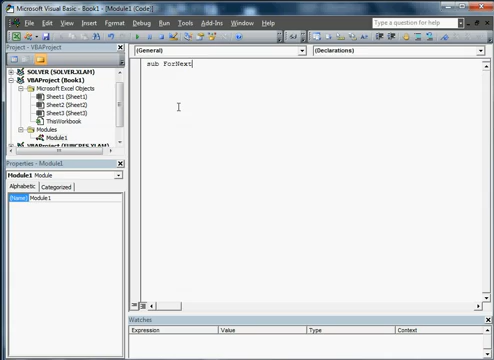 Microsoft Visual Basic - Book1 - [Module1 (Code)]
File Edit View Insert Format Debug Run Tools Add-Ins Window Help
Type a question for help
Project - VBAProject
(General) (Declarations)
sub ForNext
SOLVER (SOLVER.XLAM)
VBAProject (Book1)
Microsoft Excel Objects
Sheet1 (Sheet1)
Sheet2 (Sheet2)
Sheet3 (Sheet3)
ThisWorkbook
Modules
Module1
Properties - Module1
Module1 Module
Alphabetic Categorized
(Name) Module1
Watches
Expression Value Type Context